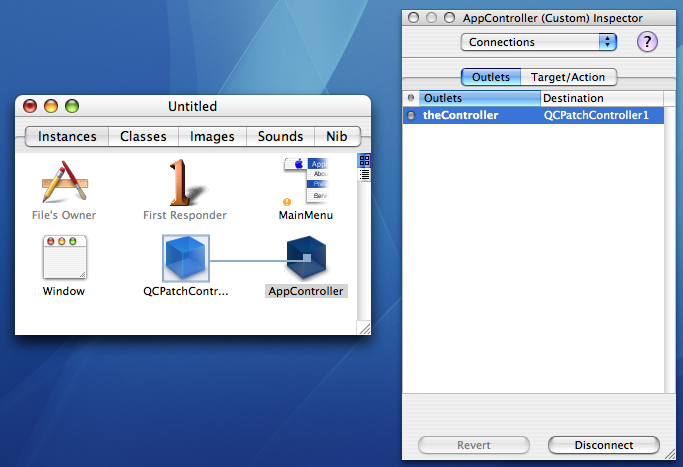 Untitled
Instances Classes Images Sounds Nib
File's Owner First Responder MainMenu
Window QCPatchContr... AppController
AppController (Custom) Inspector
Connections ?
Outlets Target/Action
Outlets Destination
theController QCPatchController1
Revert Disconnect